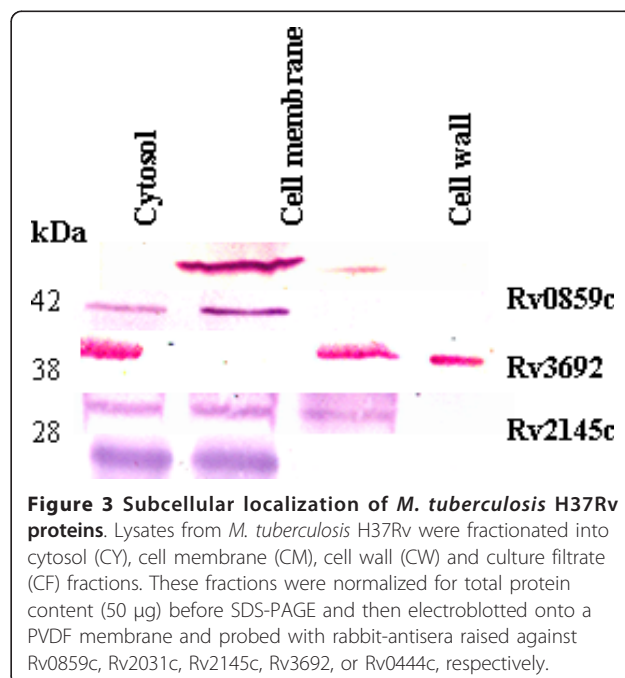 Cytosol
Cell membrane
Cell wall
kDa
42
Rv0859c
38
Rv3692
28
Rv2145c
Figure 3 Subcellular localization of M. tuberculosis H37Rv
proteins. Lysates from M. tuberculosis H37Rv were fractionated into
cytosol (CY), cell membrane (CM), cell wall (CW) and culture filtrate
(CF) fractions. These fractions were normalized for total protein
content (50 μg) before SDS-PAGE and then electroblotted onto a
PVDF membrane and probed with rabbit-antisera raised against
Rv0859c, Rv2031c, Rv2145c, Rv3692, or Rv0444c, respectively.